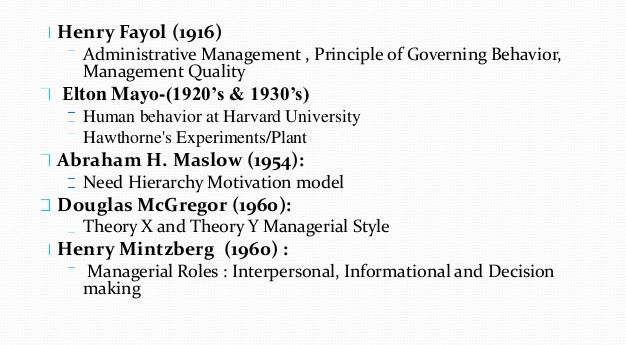 Henry Fayol (1916)
Administrative Management , Principle of Governing Behavior,
Management Quality
Elton Mayo-(1920’s & 1930’s)
Human behavior at Harvard University
Hawthorne's Experiments/Plant
Abraham H. Maslow (1954):
Need Hierarchy Motivation model
Douglas McGregor (1960):
Theory X and Theory Y Managerial Style
Henry Mintzberg (1960) :
Managerial Roles : Interpersonal, Informational and Decision
making